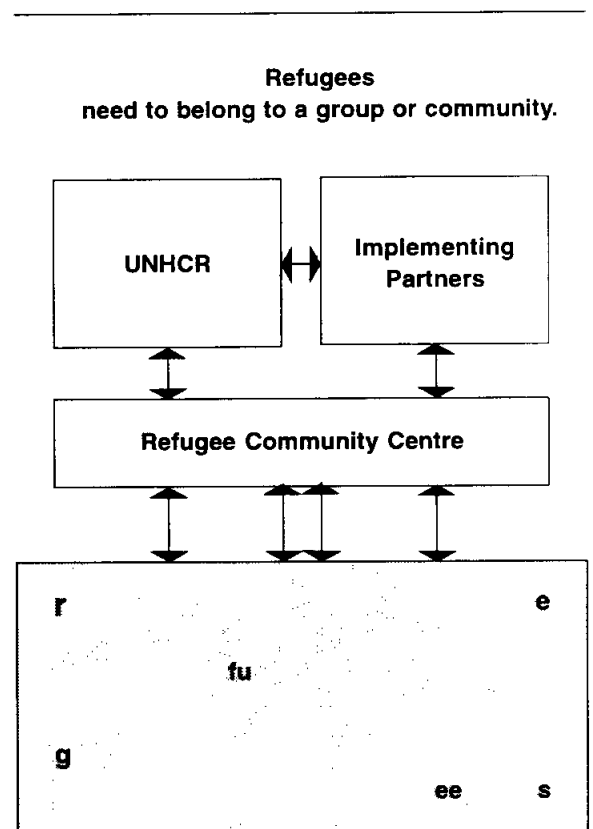 Refugees
need to belong to a group or community.
UNHCR
Implementing
Partners
Refugee Community Centre
r
e
fu
g
ee
s